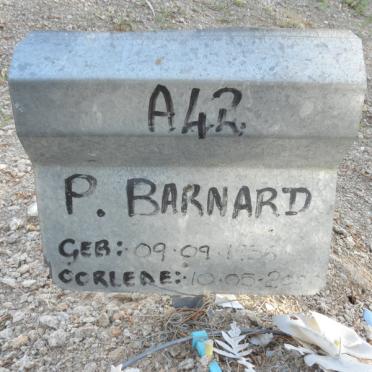 A42
P. BARNARD
GEB: 09.09.
OORLEDE: 10.05.